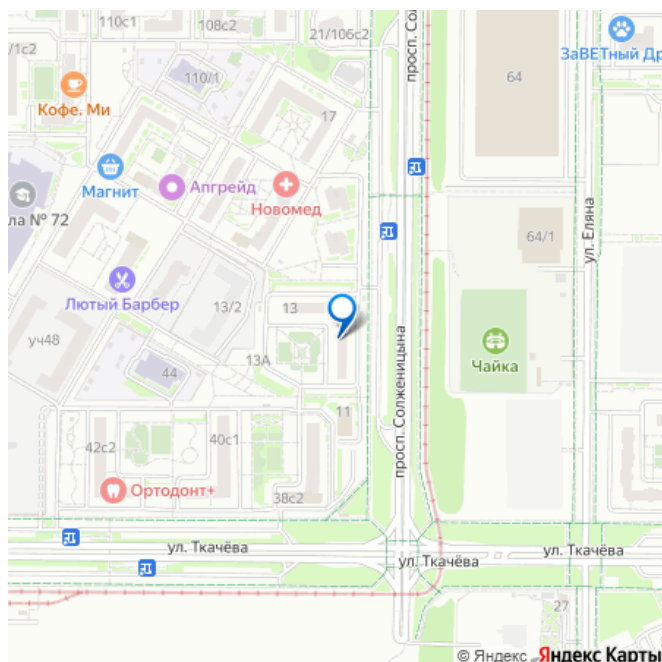 110с1
108с2
21/106с2
/1с2
110/1
Кофе. Ми
Магнит
Апгрейд
17
Новомед
ла № 72
просп. Сол
64
ЗаВЕТный Др
64/1
ул. Еляна
Лютый Барбер
13/2
13
уч48
44
13А
11
просп. Солженицына
Чайка
42с2
40с1
Ортодонт+
38с2
ул. Ткачёва
ул. Ткачёва
ул. Ткачёва
27
© Яндекс Яндекс Карты